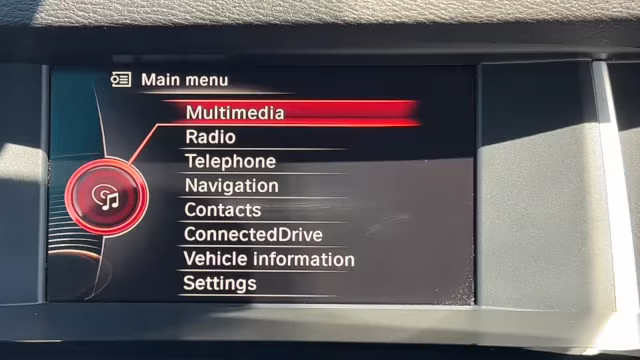 Main menu
Multimedia
Radio
Telephone
Navigation
Contacts
ConnectedDrive
Vehicle information
Settings